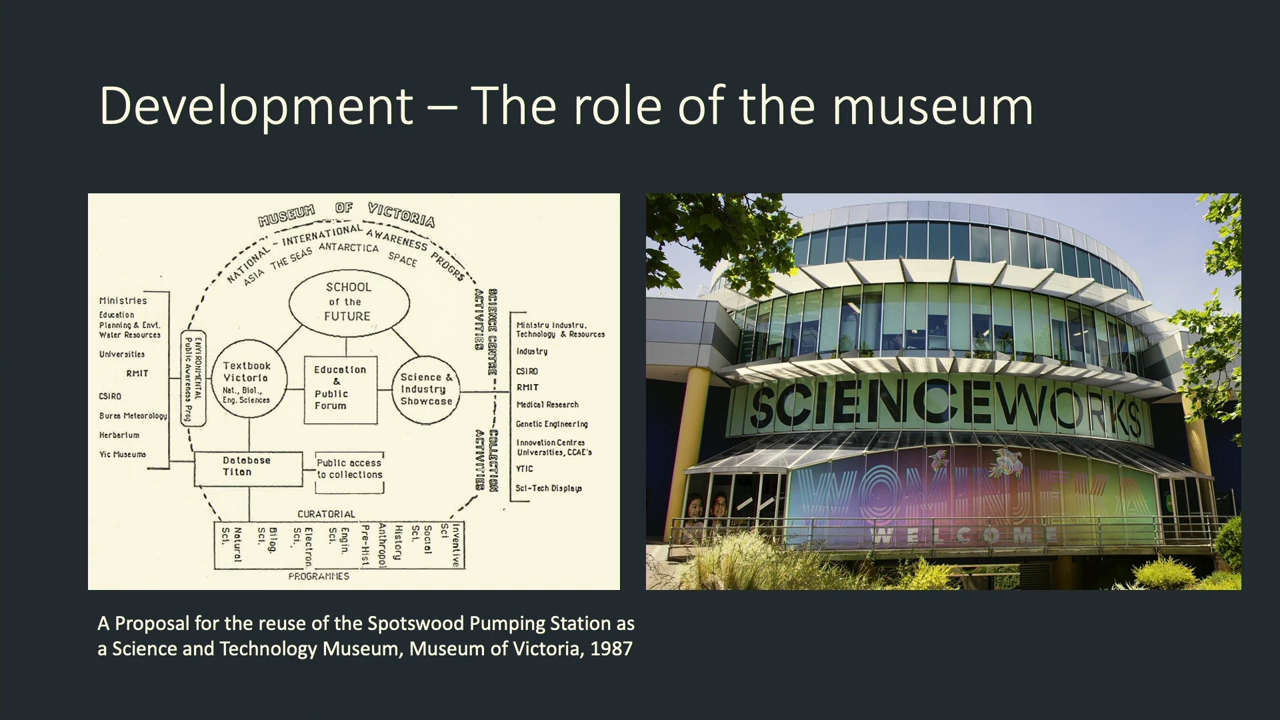 Development – The role of the museum
MUSEUM OF VICTORIA
NATIONAL - INTERNATIONAL AWARENESS PROGRS
ASIA THE SEAS ANTARCTICA SPACE
SCHOOL
of the
FUTURE
SCIENCE CENTRE
ACTIVITIES
Ministries
Education
Planning & Envt.
Water Resources
Universities
RMIT
CSIRO
Burea Meteorology
Herbarium
Vic Museums
ENVIRONMENTAL
Public Awareness Prog
Textbook
Victoria
Nat., Biol.,
Eng. Sciences
Education
&
Public
Forum
Science &
Industry
Showcase
Ministry Industry,
Technology & Resources
Industry
CSIRO
RMIT
Medical Research
Genetic Engineering
Innovation Centres
Universities, CCAE's
YTIC
Sci-Tech Displays
COLLECTION
ACTIVITIES
Database
Titan
Public access
to collections
CURATORIAL
Natural
Sci.
Bilog.
Sci.
Electron.
Sci.
Engin.
Sci.
Pre-Hist
Anthropol
History
Social
Sci.
Inventive
Sci
PROGRAMMES
SCIENCEWORKS
WOMINJEKA
WELCOME
A Proposal for the reuse of the Spotswood Pumping Station as
a Science and Technology Museum, Museum of Victoria, 1987